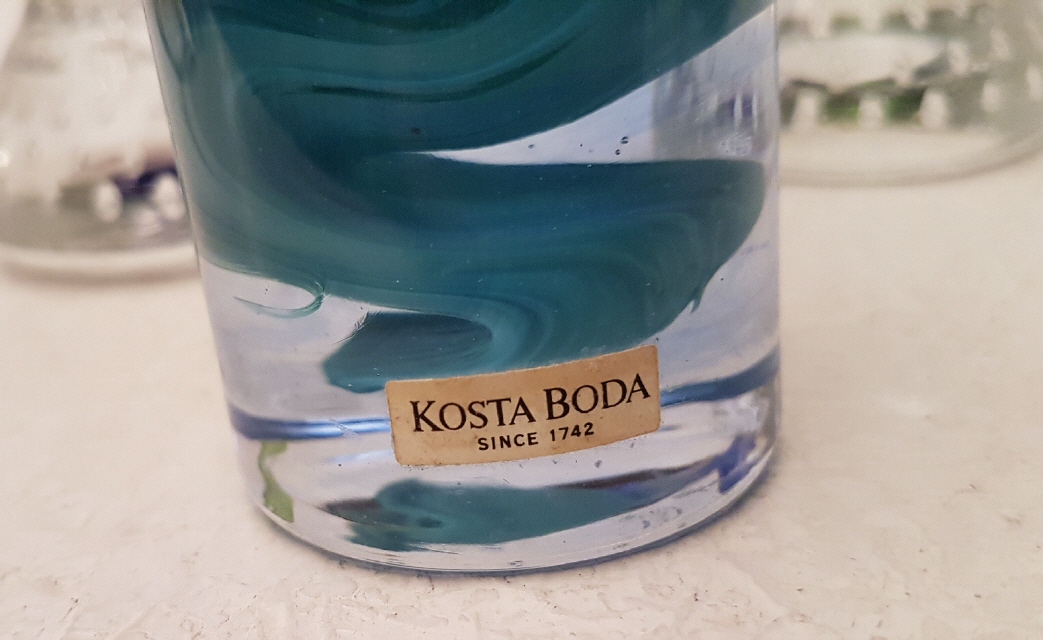 KOSTA BODA
SINCE 1742